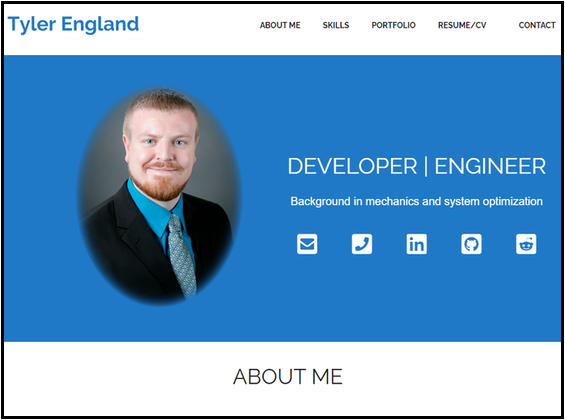 Tyler England
ABOUT ME SKILLS PORTFOLIO RESUME/CV CONTACT
DEVELOPER | ENGINEER
Background in mechanics and system optimization
in
ABOUT ME